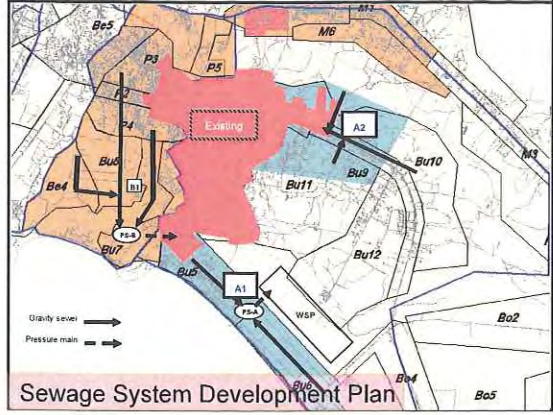 Be5
M1
M6
P3
P5
P2
Existing
A2
P4
M3
Bu8
Bu10
Be4
B1
Bu9
Bu11
PS-B
Bu7
Bu12
Bu5
A1
PS-A
WSP
Gravity sewer
Bo2
Pressure main
Bu6
Bo4
Bo5
Sewage System Development Plan